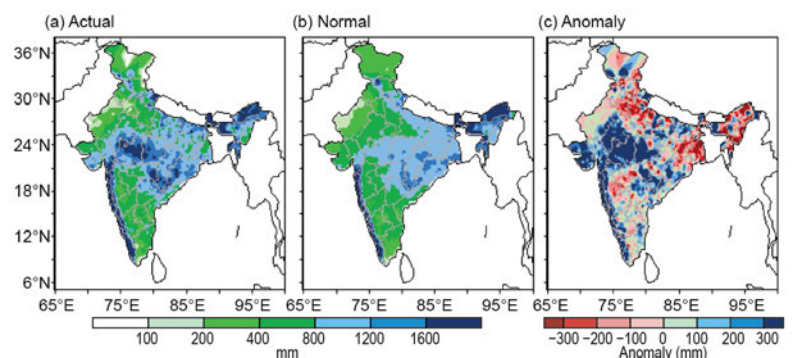 (a) Actual (b) Normal (c) Anomaly
36°N
30°N
24°N
18°N
12°N
6°N
65°E 75°E 85°E 95°E 65°E 75°E 85°E 95°E 65°E 75°E 85°E 95°E
100 200 400 800 1200 1600
mm
−300 −200 −100 0 100 200 300
Anomaly (mm)